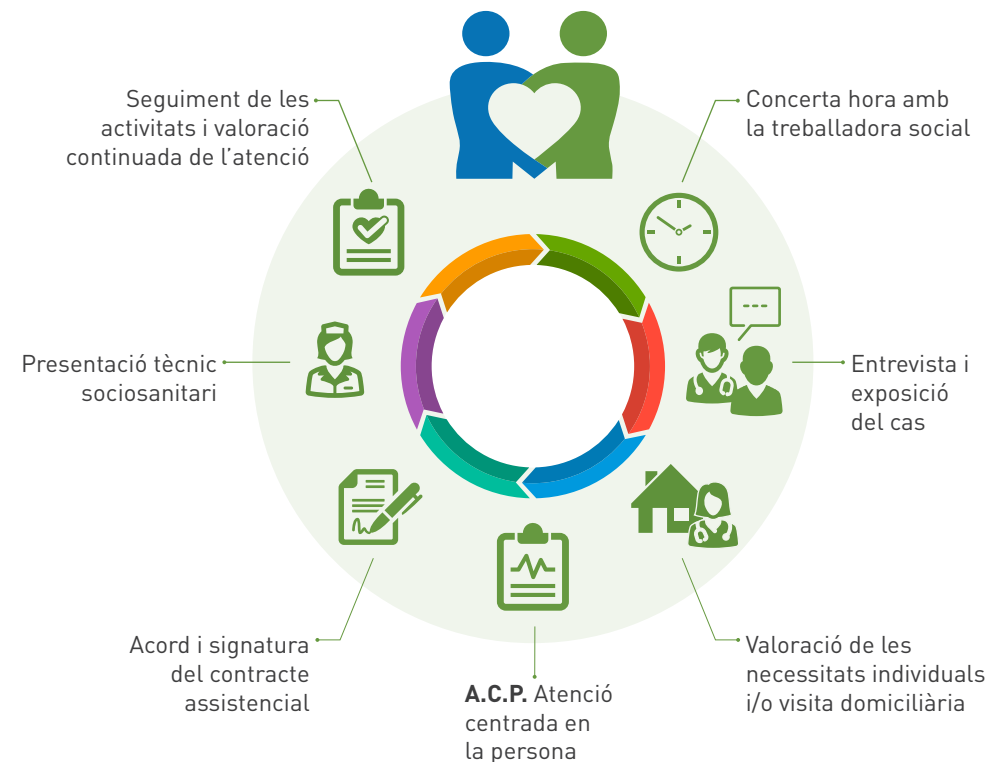 Concerta hora amb
la treballadora social
Entrevista i
exposició
del cas
Valoració de les
necessitats individuals
i/o visita domiciliària
A.C.P. Atenció
centrada en
la persona
Acord i signatura
del contracte
assistencial
Presentació tècnic
sociosanitari
Seguiment de les
activitats i valoració
continuada de l'atenció